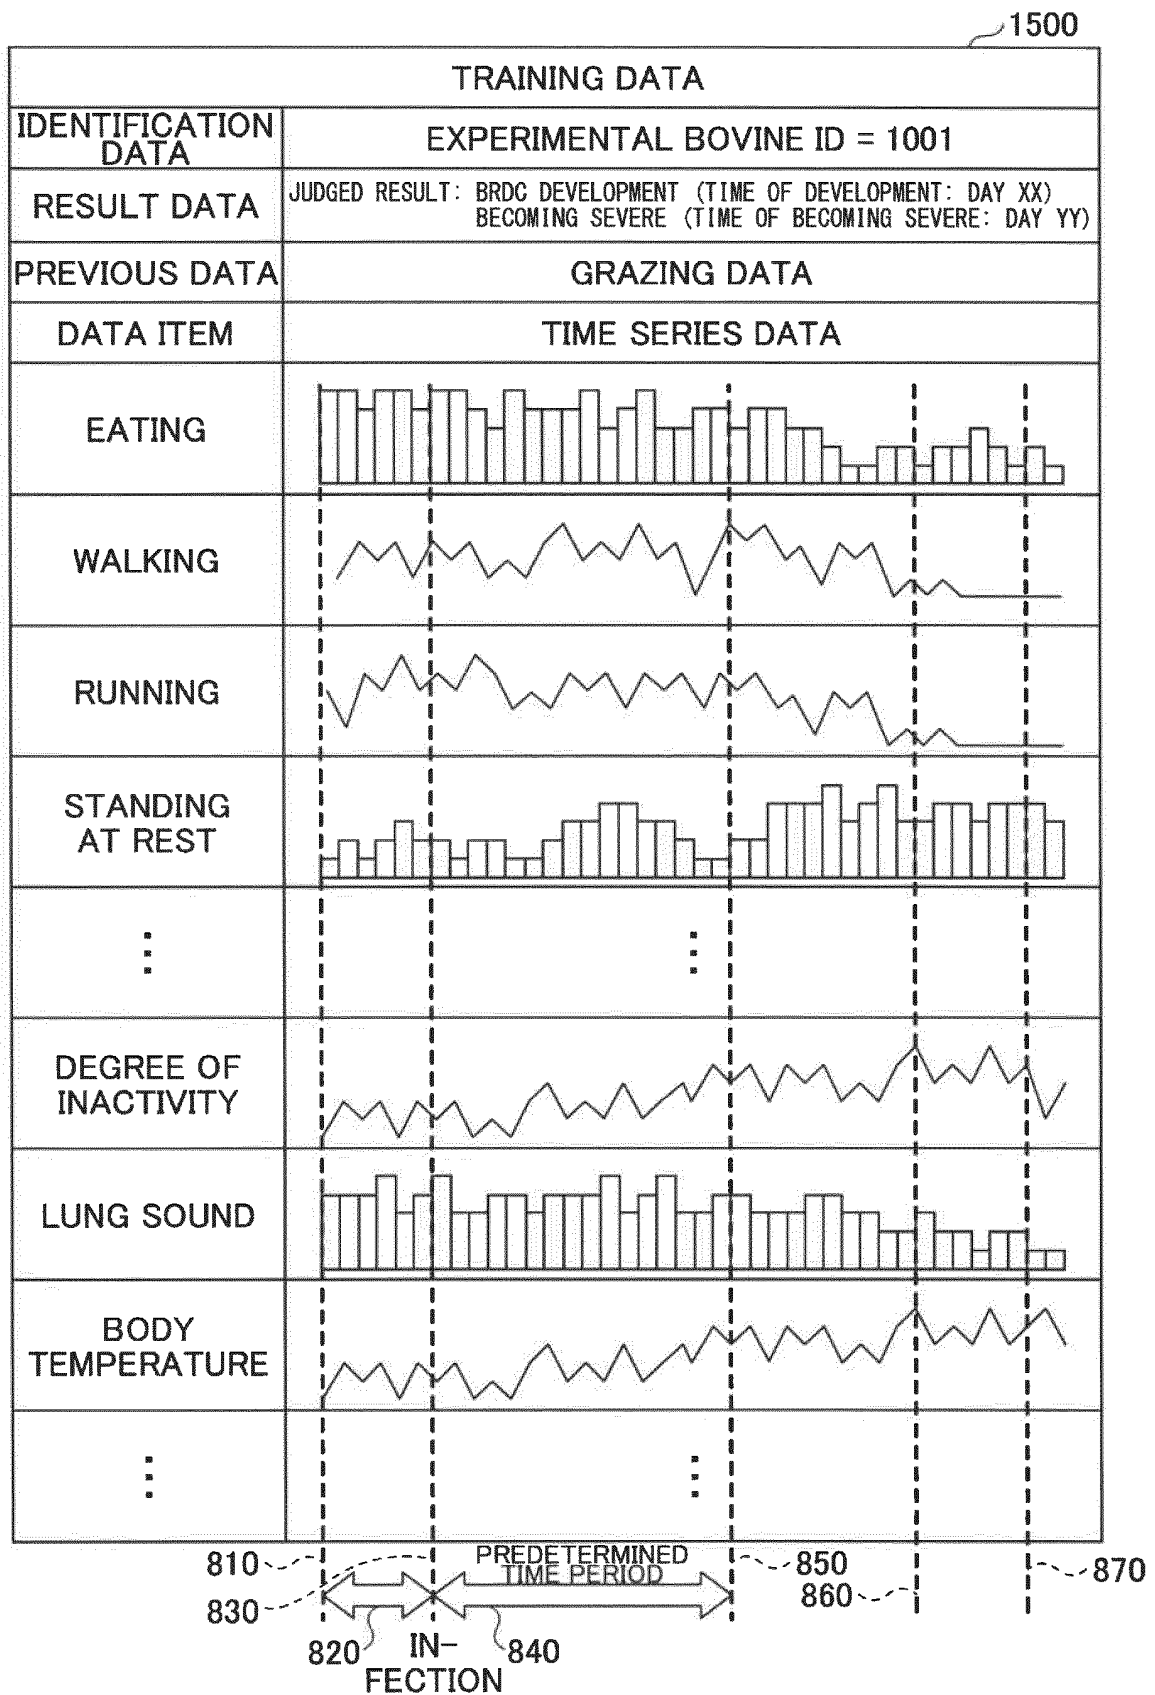 1500
TRAINING DATA
IDENTIFICATION
DATA
EXPERIMENTAL BOVINE ID = 1001
RESULT DATA
JUDGED RESULT: BRDC DEVELOPMENT (TIME OF DEVELOPMENT: DAY XX)
BECOMING SEVERE (TIME OF BECOMING SEVERE: DAY YY)
PREVIOUS DATA
GRAZING DATA
DATA ITEM
TIME SERIES DATA
EATING
WALKING
RUNNING
STANDING
AT REST
DEGREE OF
INACTIVITY
LUNG SOUND
BODY
TEMPERATURE
810
830
820
IN-
FECTION
PREDETERMINED
TIME PERIOD
840
850
860
870